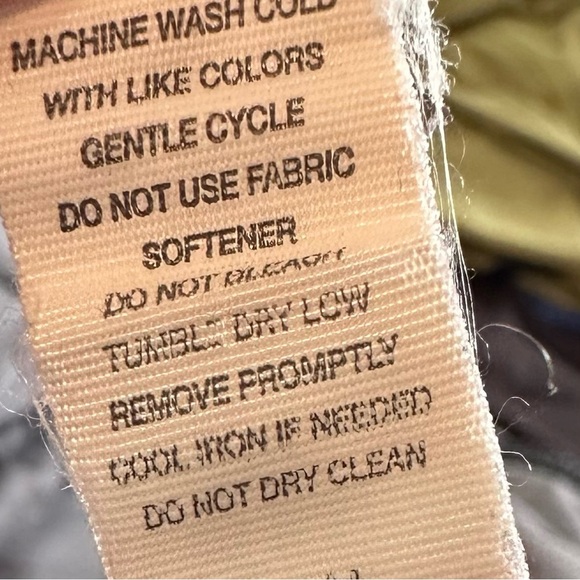 MACHINE WASH COLD
WITH LIKE COLORS
GENTLE CYCLE
DO NOT USE FABRIC
SOFTENER
DO NOT BLEACH
TUMBLE DRY LOW
REMOVE PROMPTLY
COOL IRON IF NEEDED
DO NOT DRY CLEAN